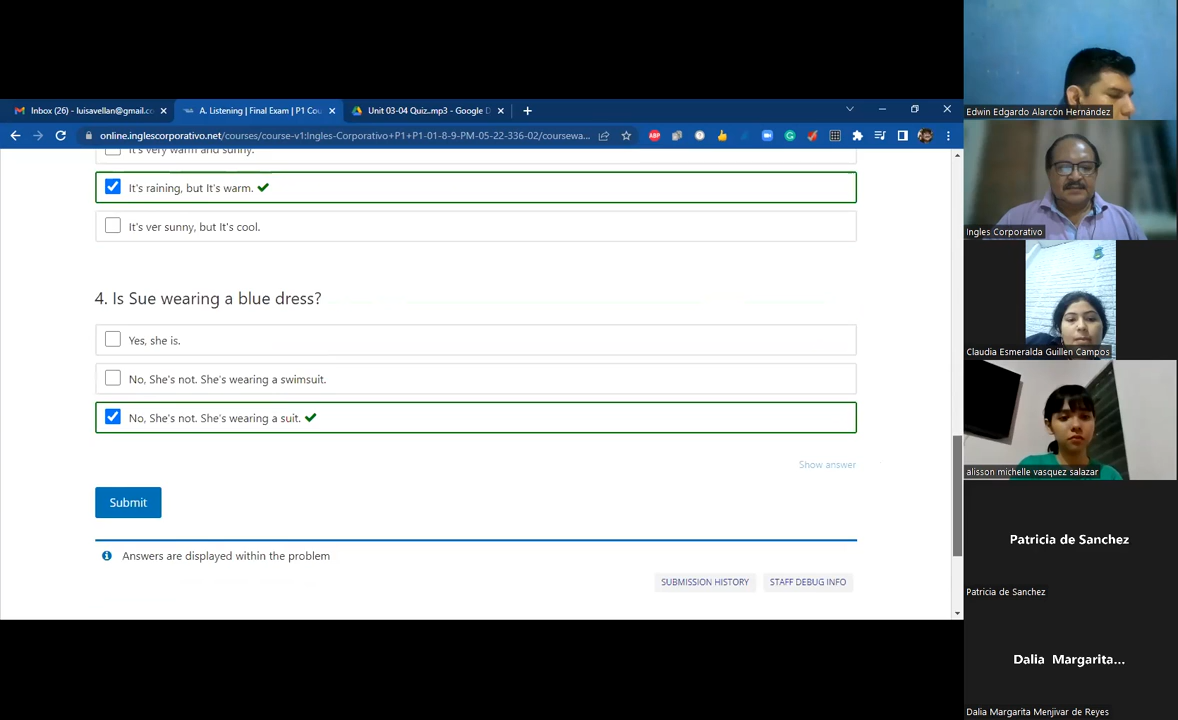 Inbox (26) - luisavellan@gmail.cc
A. Listening | Final Exam | P1 Cou
Unit 03-04 Quiz..mp3 - Google D
online.inglescorporativo.net/courses/course-v1:Ingles-Corporativo+P1+P1-01-8-9-PM-05-22-336-02/coursewa...
It's very warm and sunny.
It's raining, but It's warm.
It's ver sunny, but It's cool.
4. Is Sue wearing a blue dress?
Yes, she is.
No, She's not. She's wearing a swimsuit.
No, She's not. She's wearing a suit.
Show answer
Submit
Answers are displayed within the problem
SUBMISSION HISTORY
STAFF DEBUG INFO
Edwin Edgardo Alarcón Hernández
Ingles Corporativo
Claudia Esmeralda Guillen Campos
alisson michelle vasquez salazar
Patricia de Sanchez
Patricia de Sanchez
Dalia Margarita...
Dalia Margarita Menjivar de Reyes